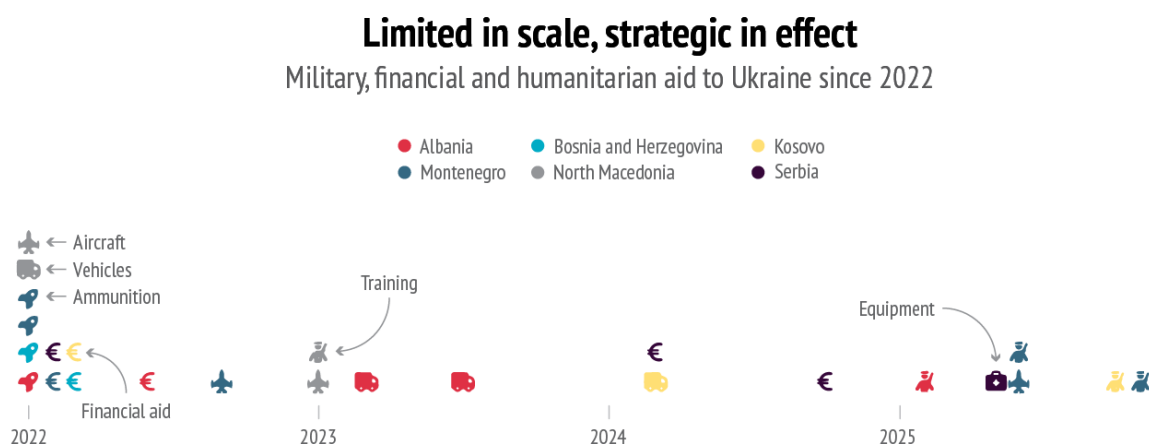 Limited in scale, strategic in effect
Military, financial and humanitarian aid to Ukraine since 2022
Albania
Bosnia and Herzegovina
Kosovo
Montenegro
North Macedonia
Serbia
Aircraft
Vehicles
Ammunition
Training
Equipment
Financial aid
2022
2023
2024
2025